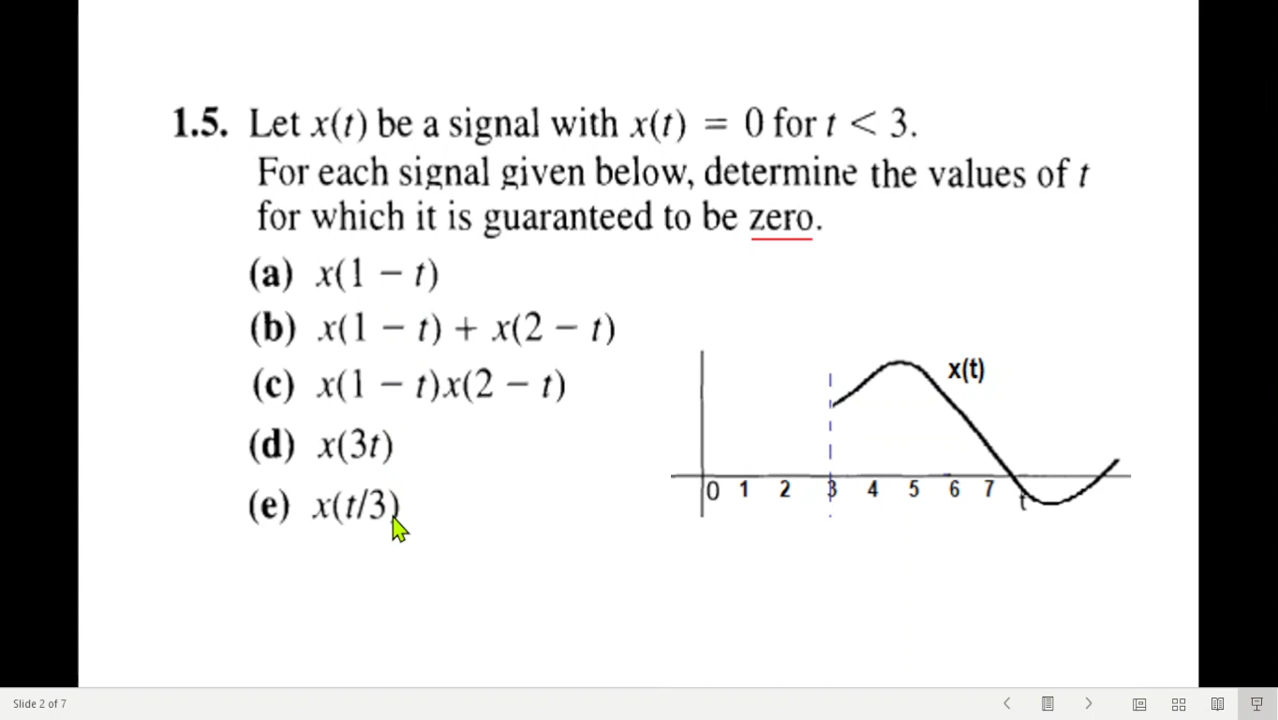 1.5. Let x(t) be a signal with x(t) = 0 for t < 3.
For each signal given below, determine the values of t
for which it is guaranteed to be zero.
(a) x(1 − t)
(b) x(1 − t) + x(2 − t)
(c) x(1 − t)x(2 − t)
(d) x(3t)
(e) x(t/3)
x(t)
0 1 2 3 4 5 6 7 t
Slide 2 of 7